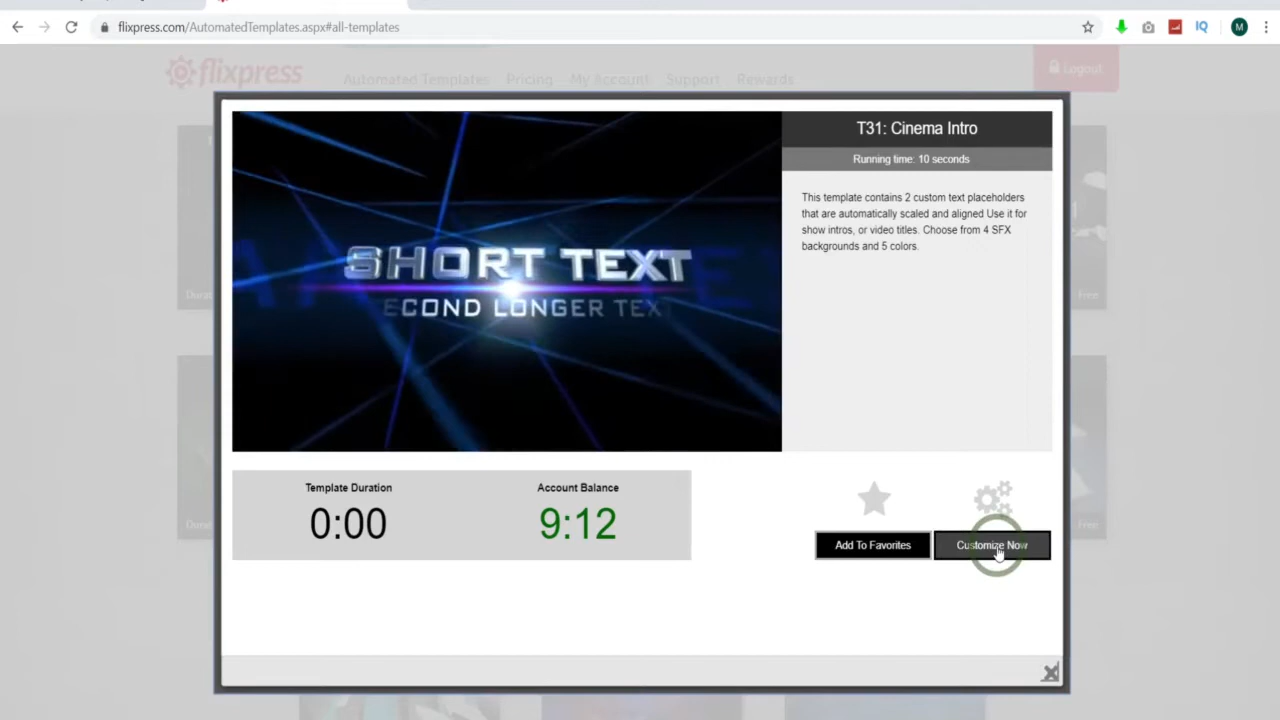 flixpress.com/AutomatedTemplates.aspx#all-templates
IQ
M
flixpress
Automated Templates
Pricing
My Account
Support
Rewards
Logout
T31: Cinema Intro
Running time: 10 seconds
This template contains 2 custom text placeholders
that are automatically scaled and aligned Use it for
show intros, or video titles. Choose from 4 SFX
backgrounds and 5 colors.
SHORT TEXT
ECOND LONGER TEX
Free
Free
Template Duration
0:00
Account Balance
9:12
Add To Favorites
Customize Now